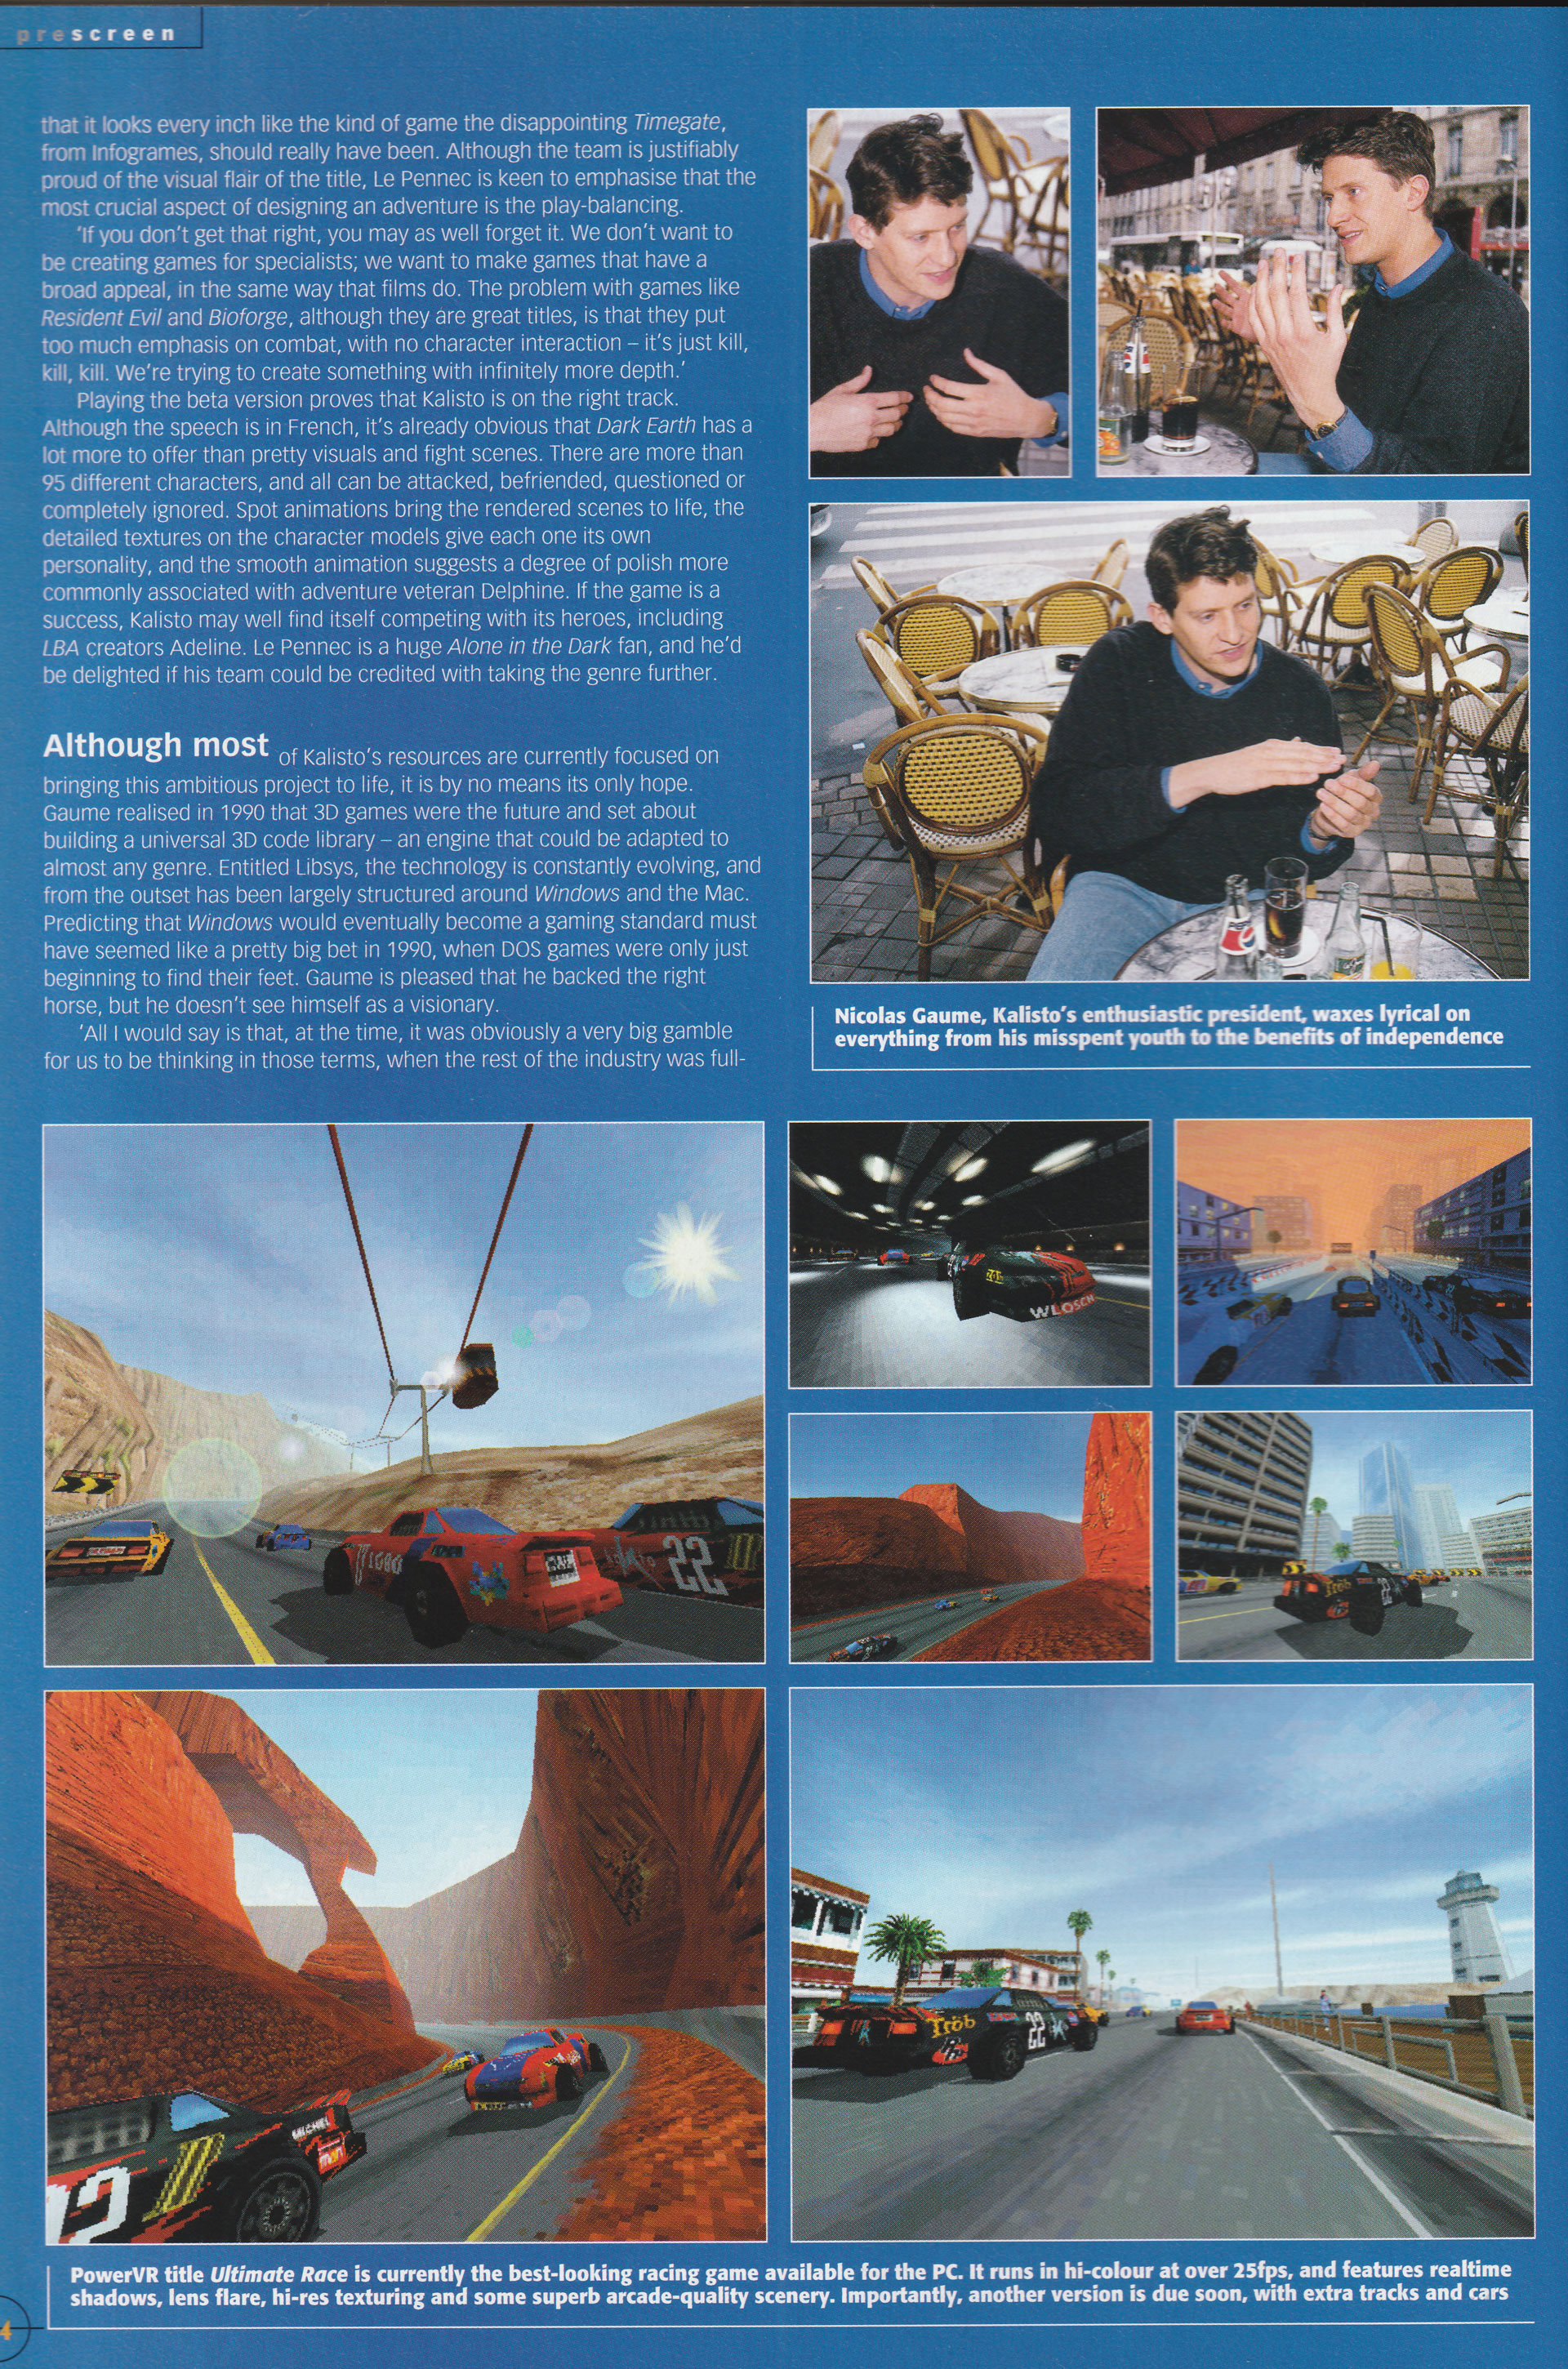 prescreen
that it looks every inch like the kind of game the disappointing Timegate,
from Infogrames, should really have been. Although the team is justifiably
proud of the visual flair of the title, Le Pennec is keen to emphasise that the
most crucial aspect of designing an adventure is the play-balancing.
'If you don't get that right, you may as well forget it. We don't want to
be creating games for specialists; we want to make games that have a
broad appeal, in the same way that films do. The problem with games like
Resident Evil and Bioforge, although they are great titles, is that they put
too much emphasis on combat, with no character interaction – it's just kill,
kill, kill. We're trying to create something with infinitely more depth.'
Playing the beta version proves that Kalisto is on the right track.
Although the speech is in French, it's already obvious that Dark Earth has a
lot more to offer than pretty visuals and fight scenes. There are more than
95 different characters, and all can be attacked, befriended, questioned or
completely ignored. Spot animations bring the rendered scenes to life, the
detailed textures on the character models give each one its own
personality, and the smooth animation suggests a degree of polish more
commonly associated with adventure veteran Delphine. If the game is a
success, Kalisto may well find itself competing with its heroes, including
LBA creators Adeline. Le Pennec is a huge Alone in the Dark fan, and he'd
be delighted if his team could be credited with taking the genre further.
Although most of Kalisto's resources are currently focused on
bringing this ambitious project to life, it is by no means its only hope.
Gaume realised in 1990 that 3D games were the future and set about
building a universal 3D code library – an engine that could be adapted to
almost any genre. Entitled Libsys, the technology is constantly evolving, and
from the outset has been largely structured around Windows and the Mac.
Predicting that Windows would eventually become a gaming standard must
have seemed like a pretty big bet in 1990, when DOS games were only just
beginning to find their feet. Gaume is pleased that he backed the right
horse, but he doesn't see himself as a visionary.
'All I would say is that, at the time, it was obviously a very big gamble
for us to be thinking in those terms, when the rest of the industry was full-
Nicolas Gaume, Kalisto's enthusiastic president, waxes lyrical on
everything from his misspent youth to the benefits of independence
WLOSCH
22
Tröb
22
Tröb
22
PowerVR title Ultimate Race is currently the best-looking racing game available for the PC. It runs in hi-colour at over 25fps, and features realtime
shadows, lens flare, hi-res texturing and some superb arcade-quality scenery. Importantly, another version is due soon, with extra tracks and cars
4